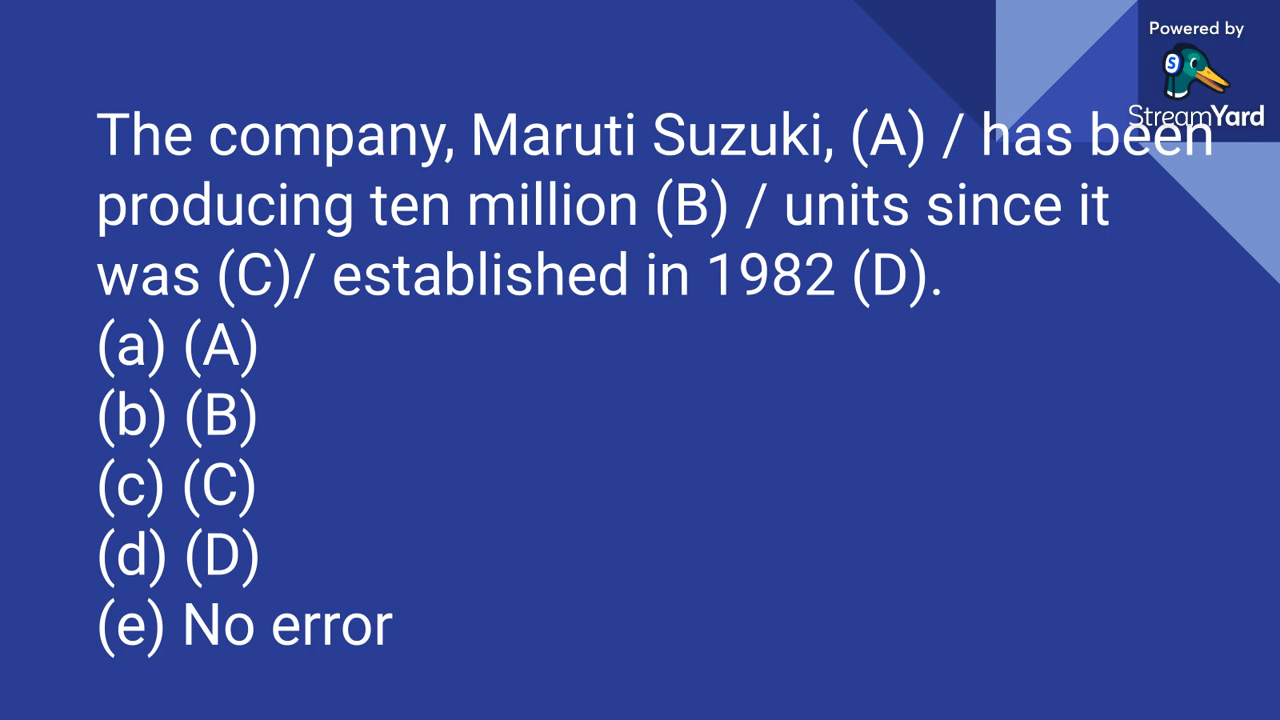 Powered by
S
StreamYard
The company, Maruti Suzuki, (A) / has been
producing ten million (B) / units since it
was (C)/ established in 1982 (D).
(a) (A)
(b) (B)
(c) (C)
(d) (D)
(e) No error